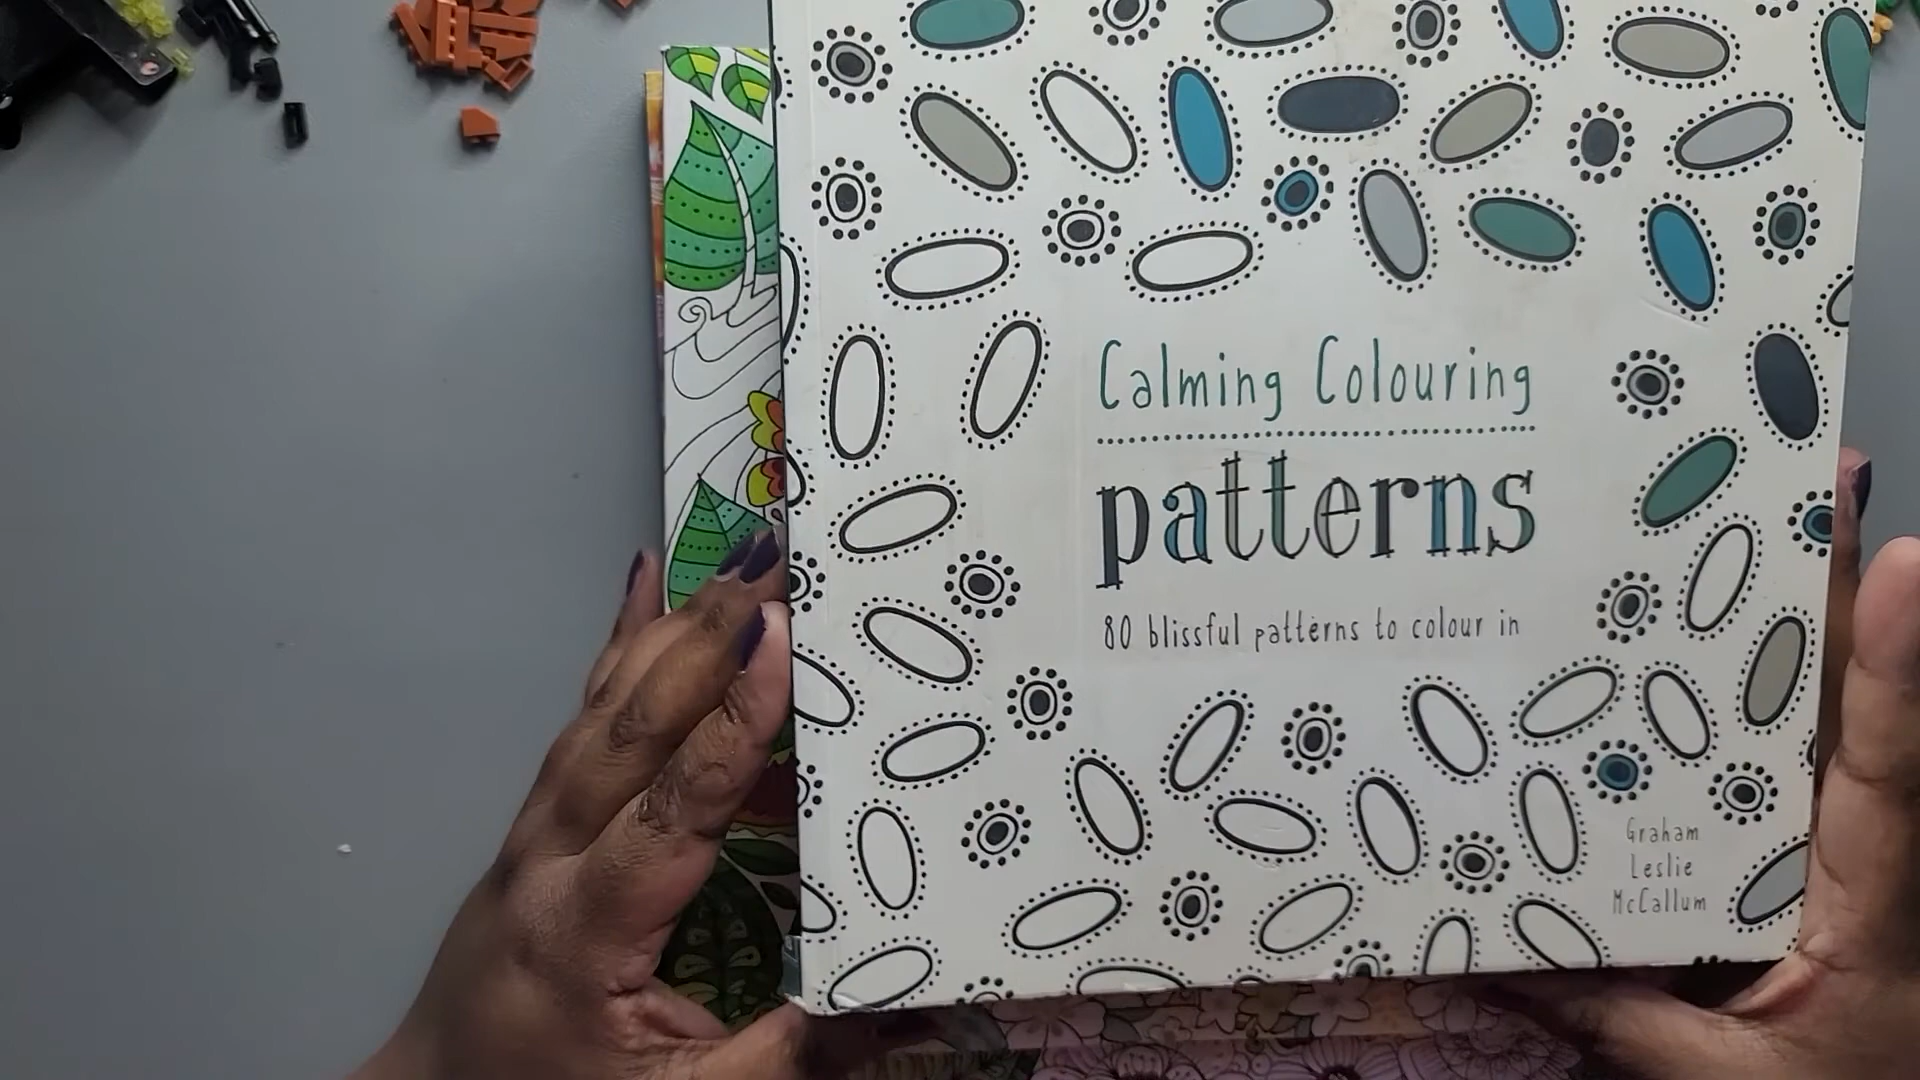 Calming Colouring
patterns
80 blissful patterns to colour in
Graham
Leslie
McCallum